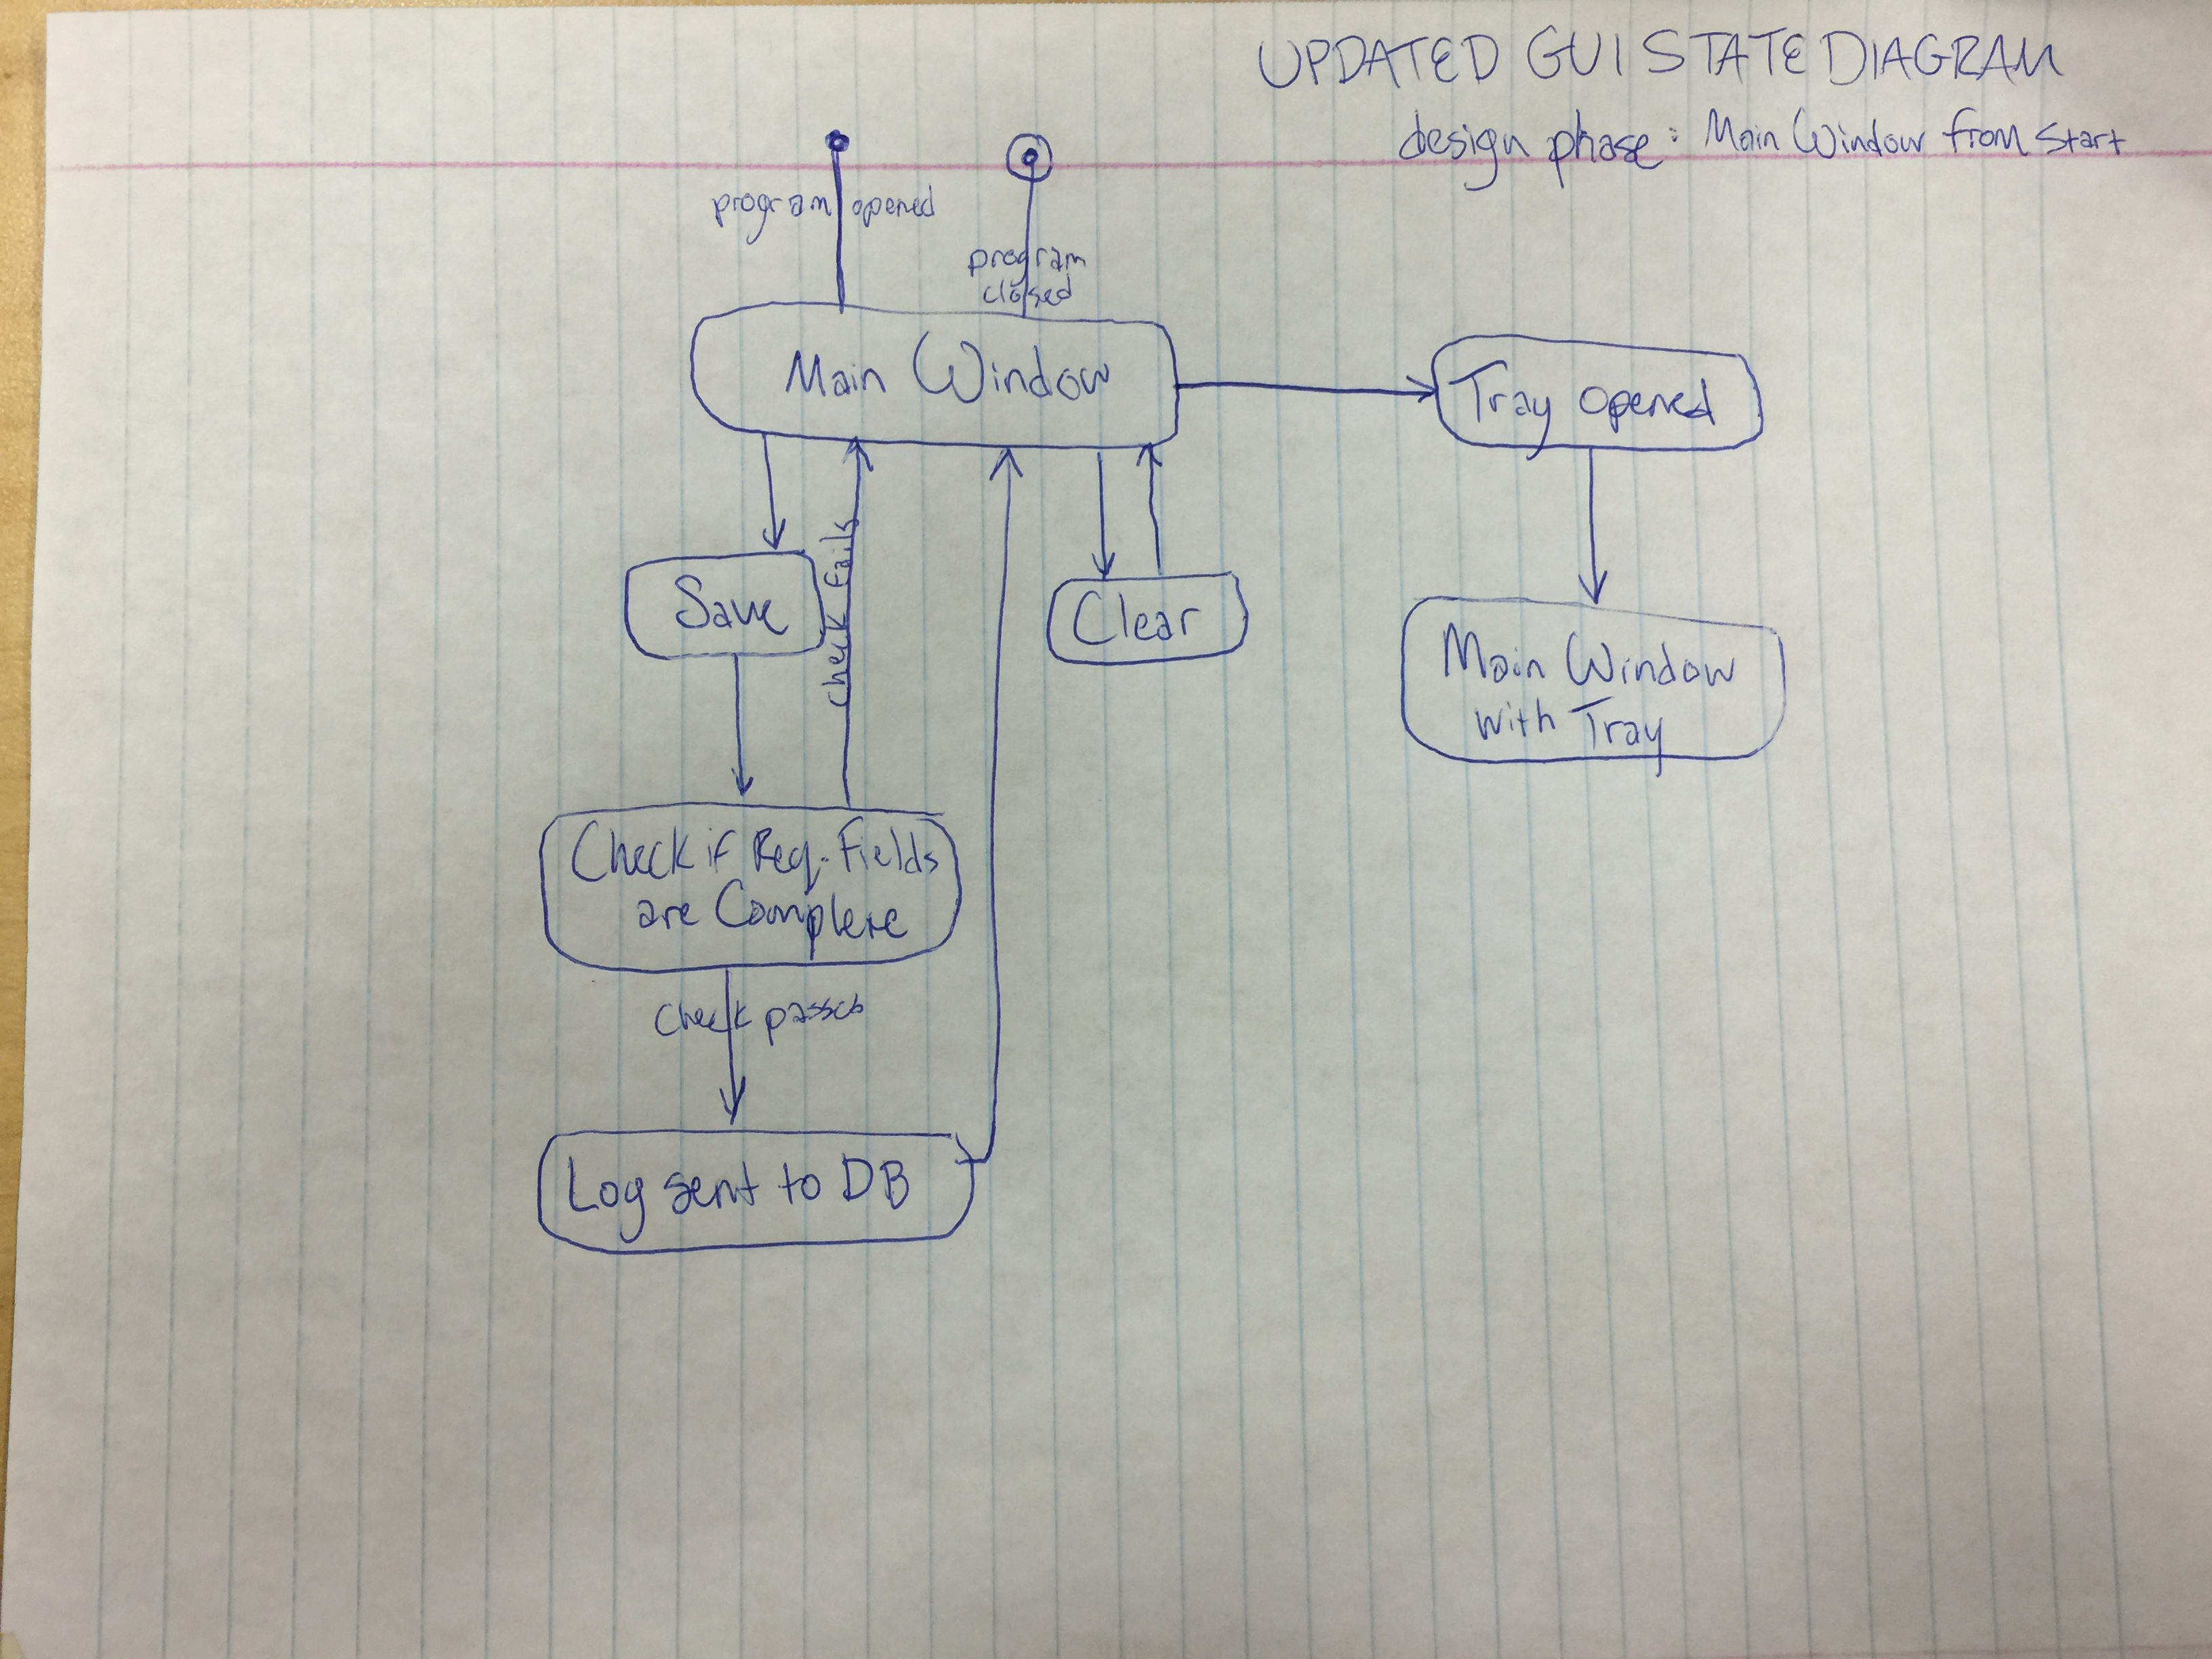 UPDATED GUI STATE DIAGRAM
design phase: Main Window from start
program opened
program
closed
Main Window
Tray opened
Save
check fails
Clear
Main Window
with Tray
Check if Req. Fields
are Complete
Check passes
Log sent to DB